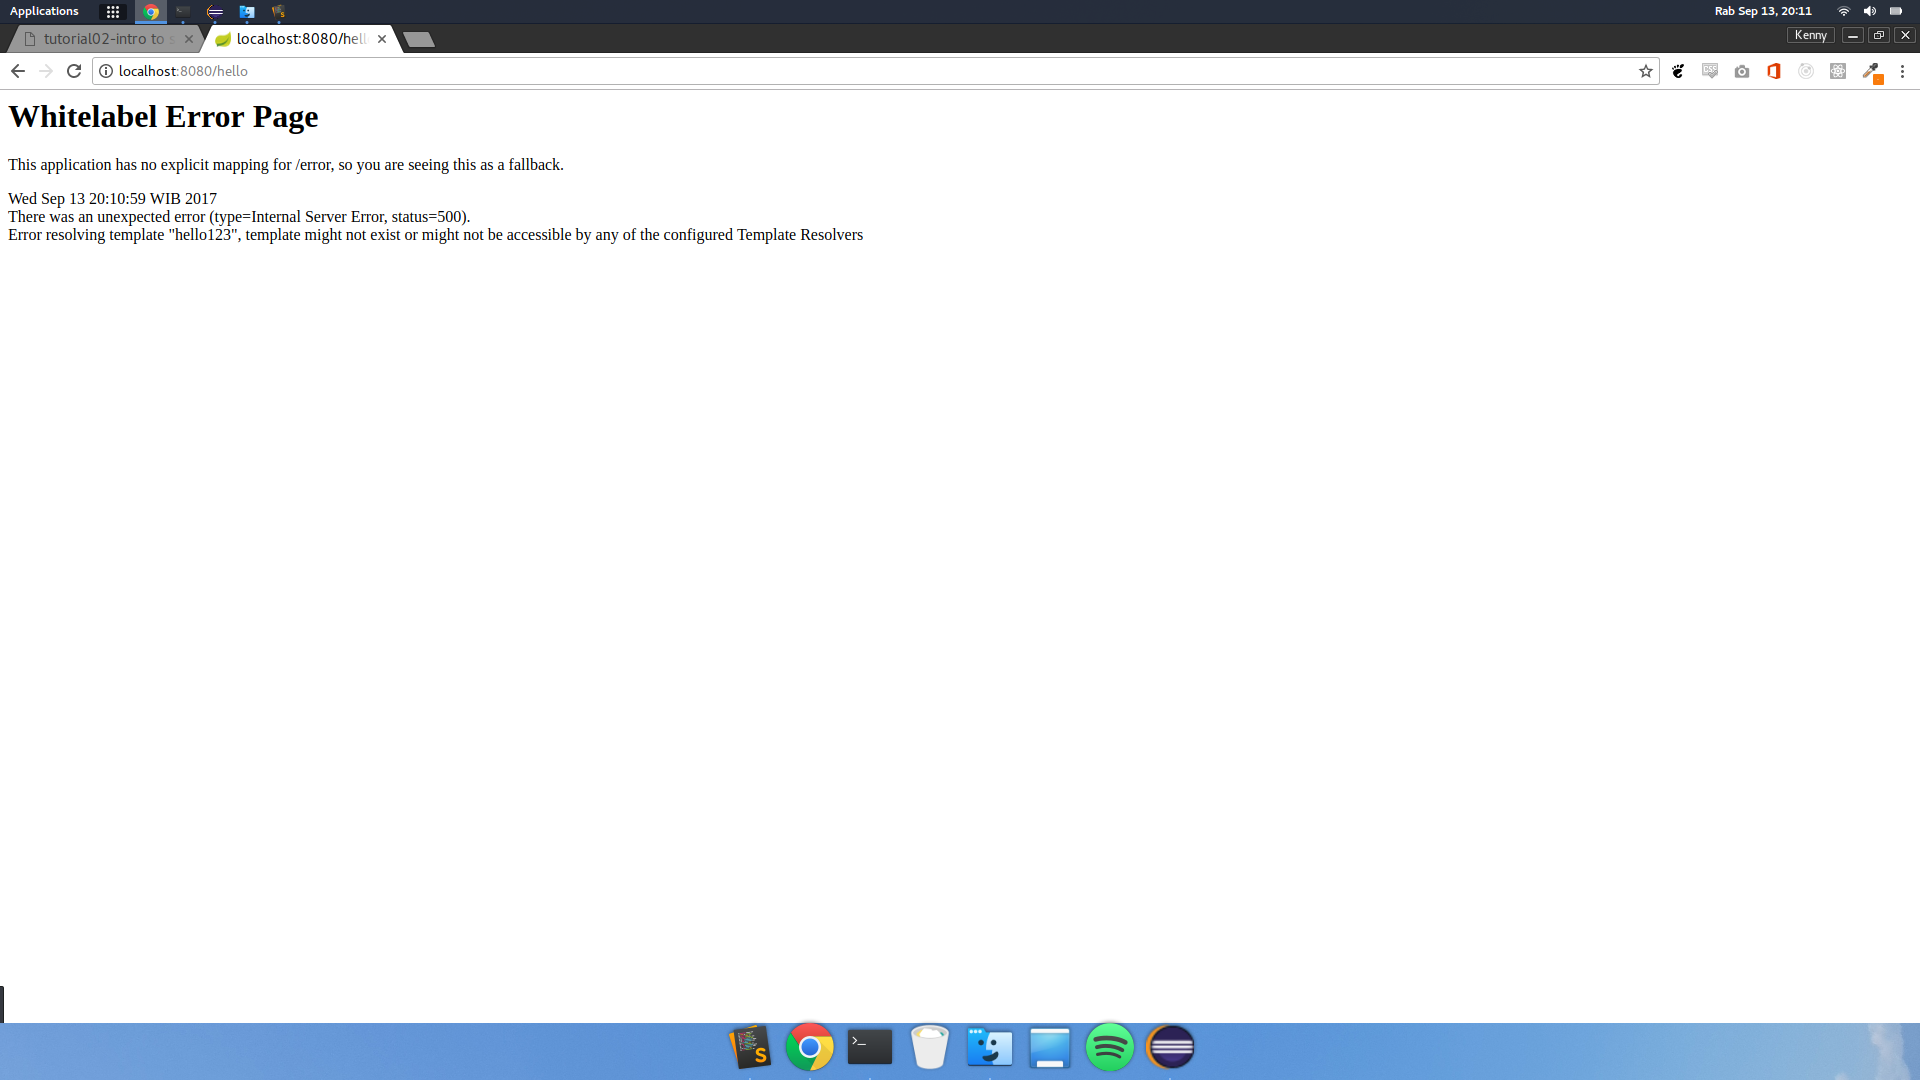 Applications
Rab Sep 13, 20:11
tutorial02-intro to s
localhost:8080/hell
Kenny
localhost:8080/hello
Whitelabel Error Page
This application has no explicit mapping for /error, so you are seeing this as a fallback.
Wed Sep 13 20:10:59 WIB 2017
There was an unexpected error (type=Internal Server Error, status=500).
Error resolving template "hello123", template might not exist or might not be accessible by any of the configured Template Resolvers